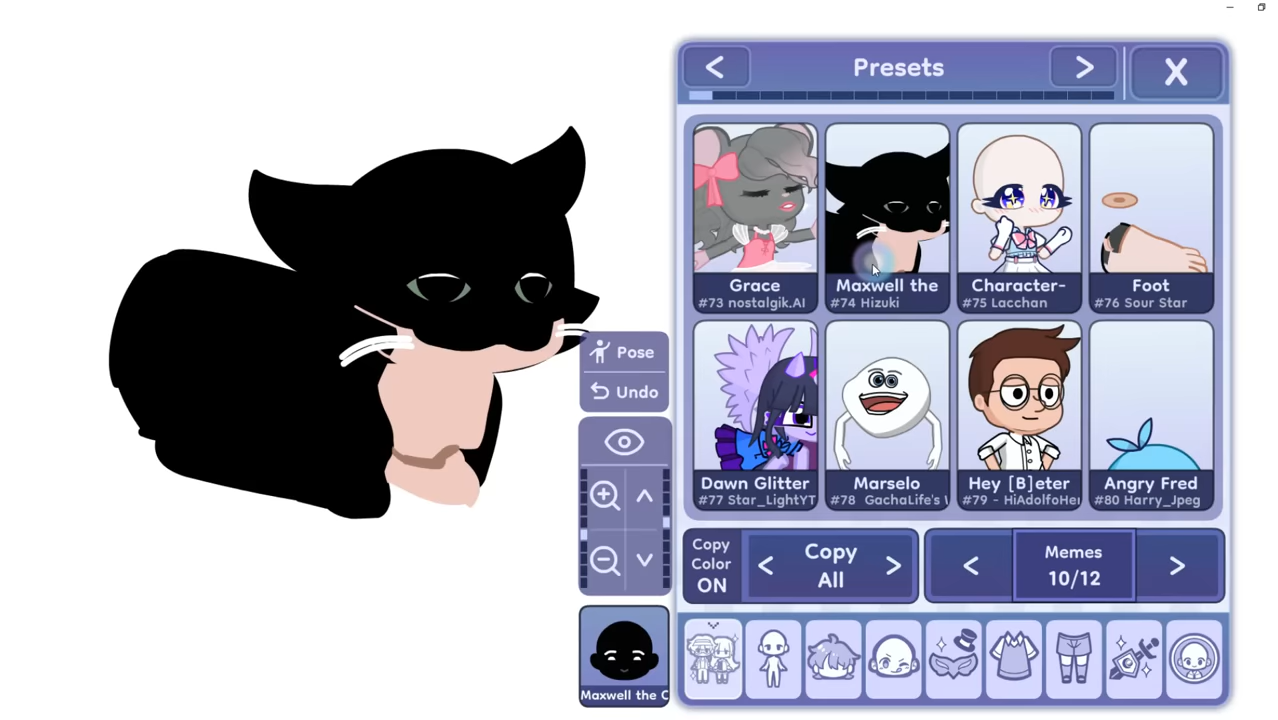 Presets
X
Grace
#73 nostalgik.AI
Maxwell the
#74 Hizuki
Character-
#75 Lacchan
Foot
#76 Sour Star
Pose
Undo
Dawn Glitter
#77 Star_LightYT
Marselo
#78 GachaLife's
Hey [B]eter
#79 - HiAdolfoHe
Angry Fred
#80 Harry_Jpeg
Copy
Color
ON
Copy
All
Memes
10/12
Maxwell the C